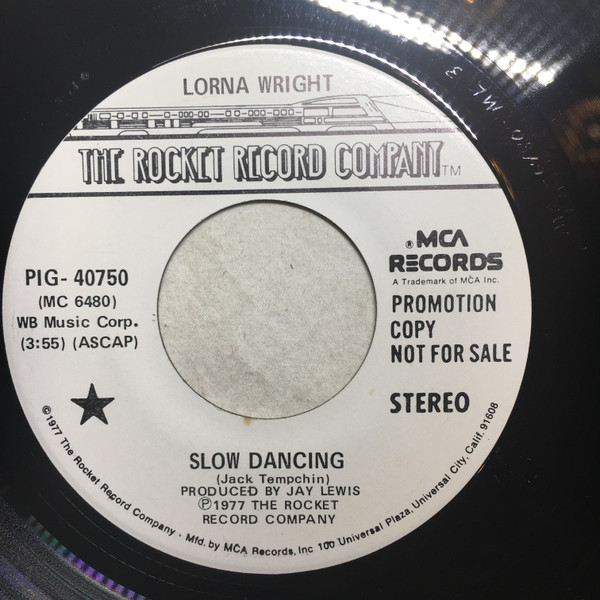 LORNA WRIGHT
THE ROCKET RECORD COMPANY TM
® MCA
RECORDS
A Trademark of MCA Inc.
PROMOTION
COPY
NOT FOR SALE
STEREO
PIG- 40750
(MC 6480)
WB Music Corp.
(3:55) (ASCAP)
SLOW DANCING
(Jack Tempchin)
PRODUCED BY JAY LEWIS
℗1977 THE ROCKET
RECORD COMPANY
©1977 The Rocket Record Company · Mfd. by MCA Records, Inc 100 Universal Plaza, Universal City, Calif. 91608